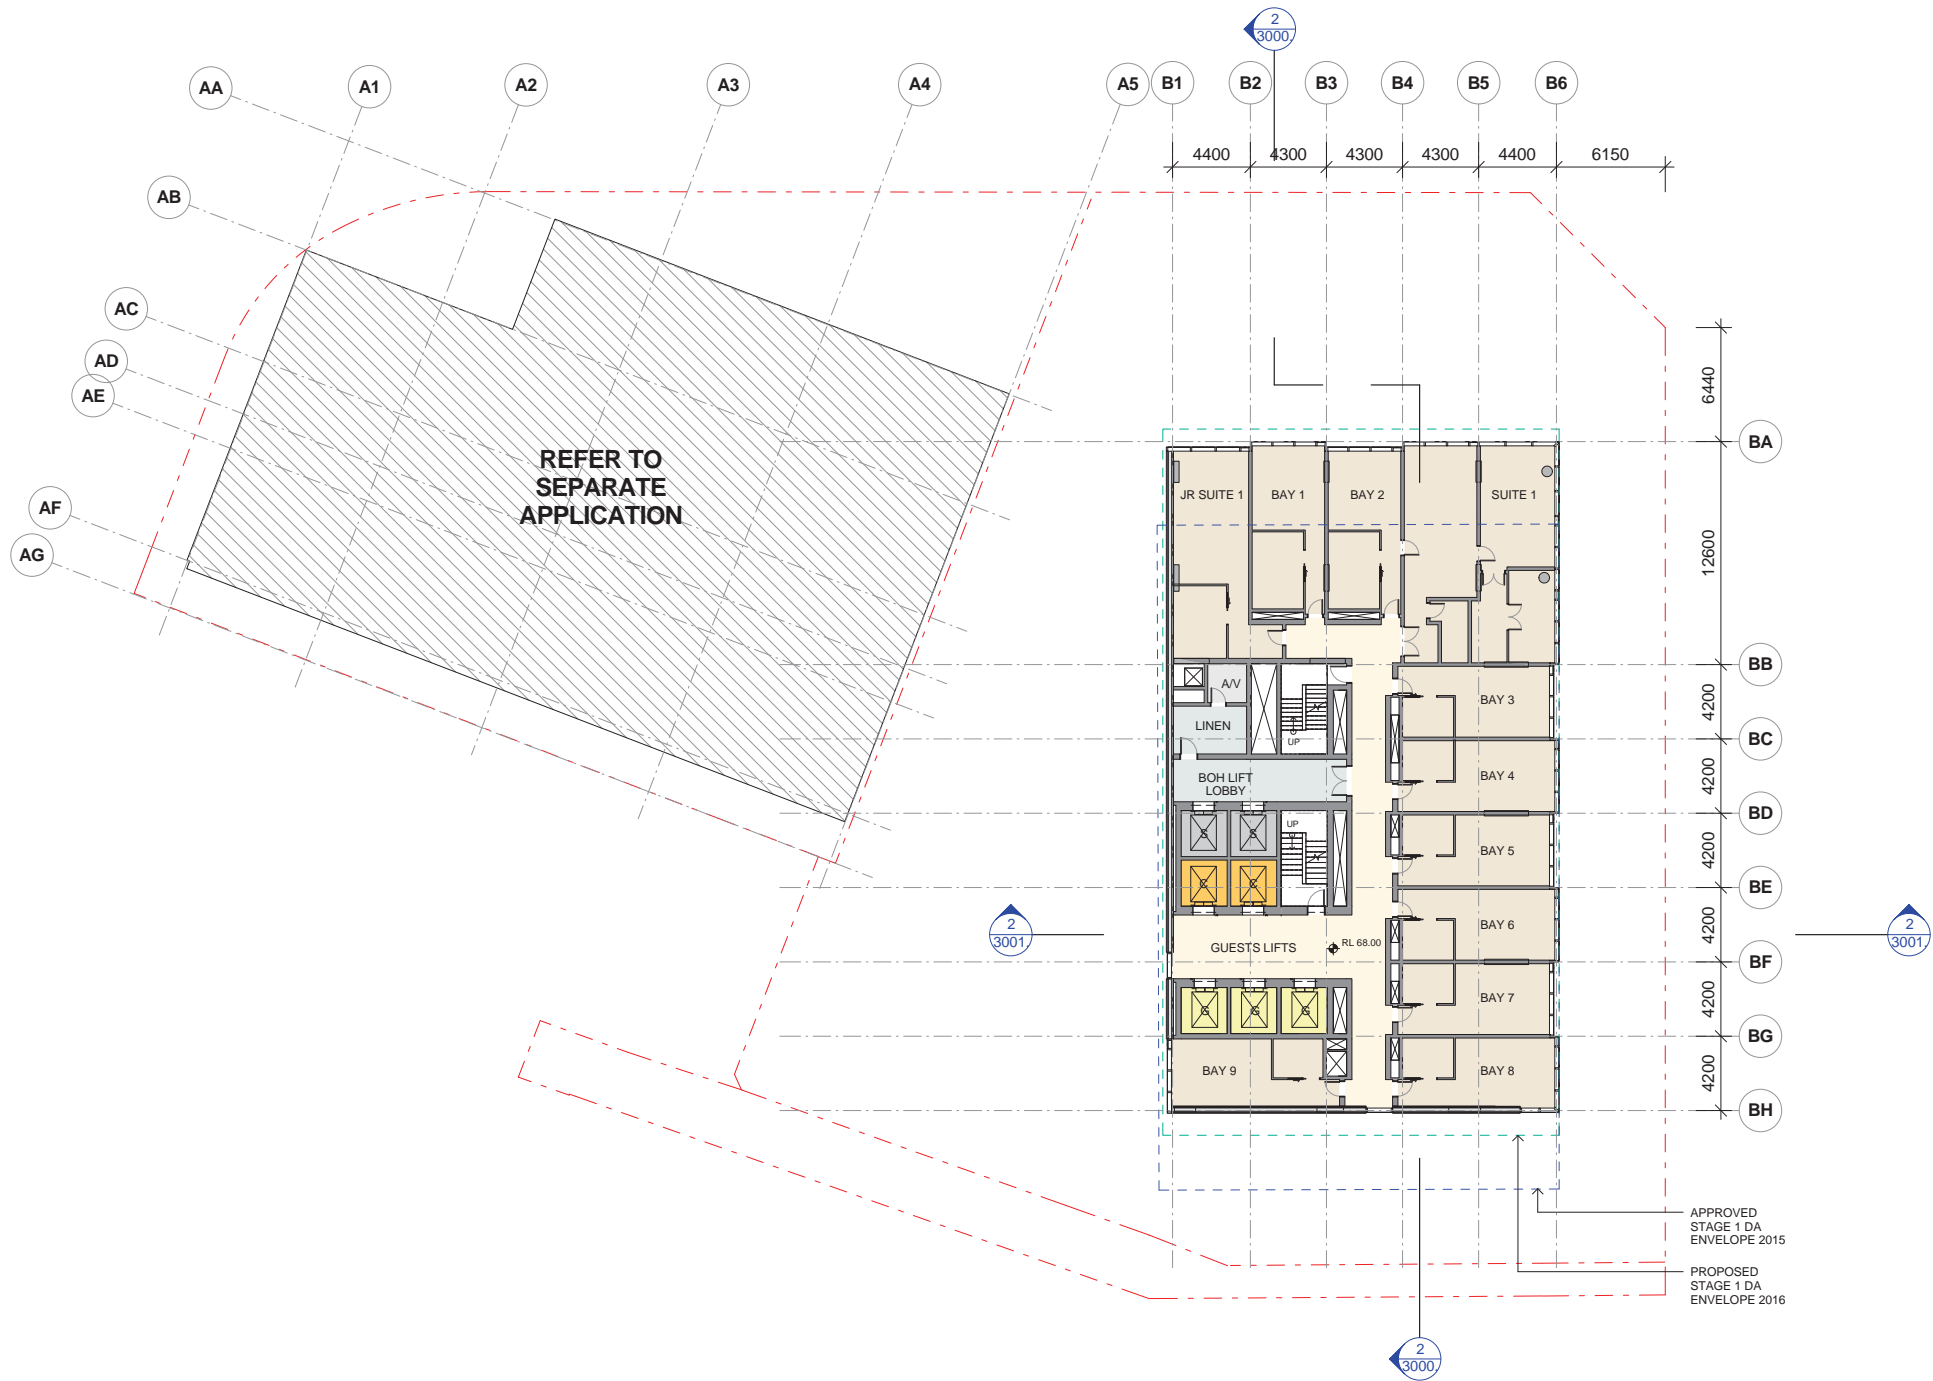 2
3000.
AA
A1
A2
A3
A4
A5
B1
B2
B3
B4
B5
B6
4400
4300
4300
4300
4400
6150
AB
AC
AD
AE
AF
AG
REFER TO
SEPARATE
APPLICATION
6440
BA
12600
BB
4200
BC
4200
BD
4200
BE
4200
BF
4200
BG
4200
BH
JR SUITE 1
BAY 1
BAY 2
SUITE 1
A/V
LINEN
UP
BAY 3
BOH LIFT
LOBBY
BAY 4
S
S
UP
BAY 5
C
C
BAY 6
GUESTS LIFTS
RL 68.00
G
G
G
BAY 7
BAY 9
BAY 8
2
3001.
2
3001.
APPROVED
STAGE 1 DA
ENVELOPE 2015
PROPOSED
STAGE 1 DA
ENVELOPE 2016
2
3000.